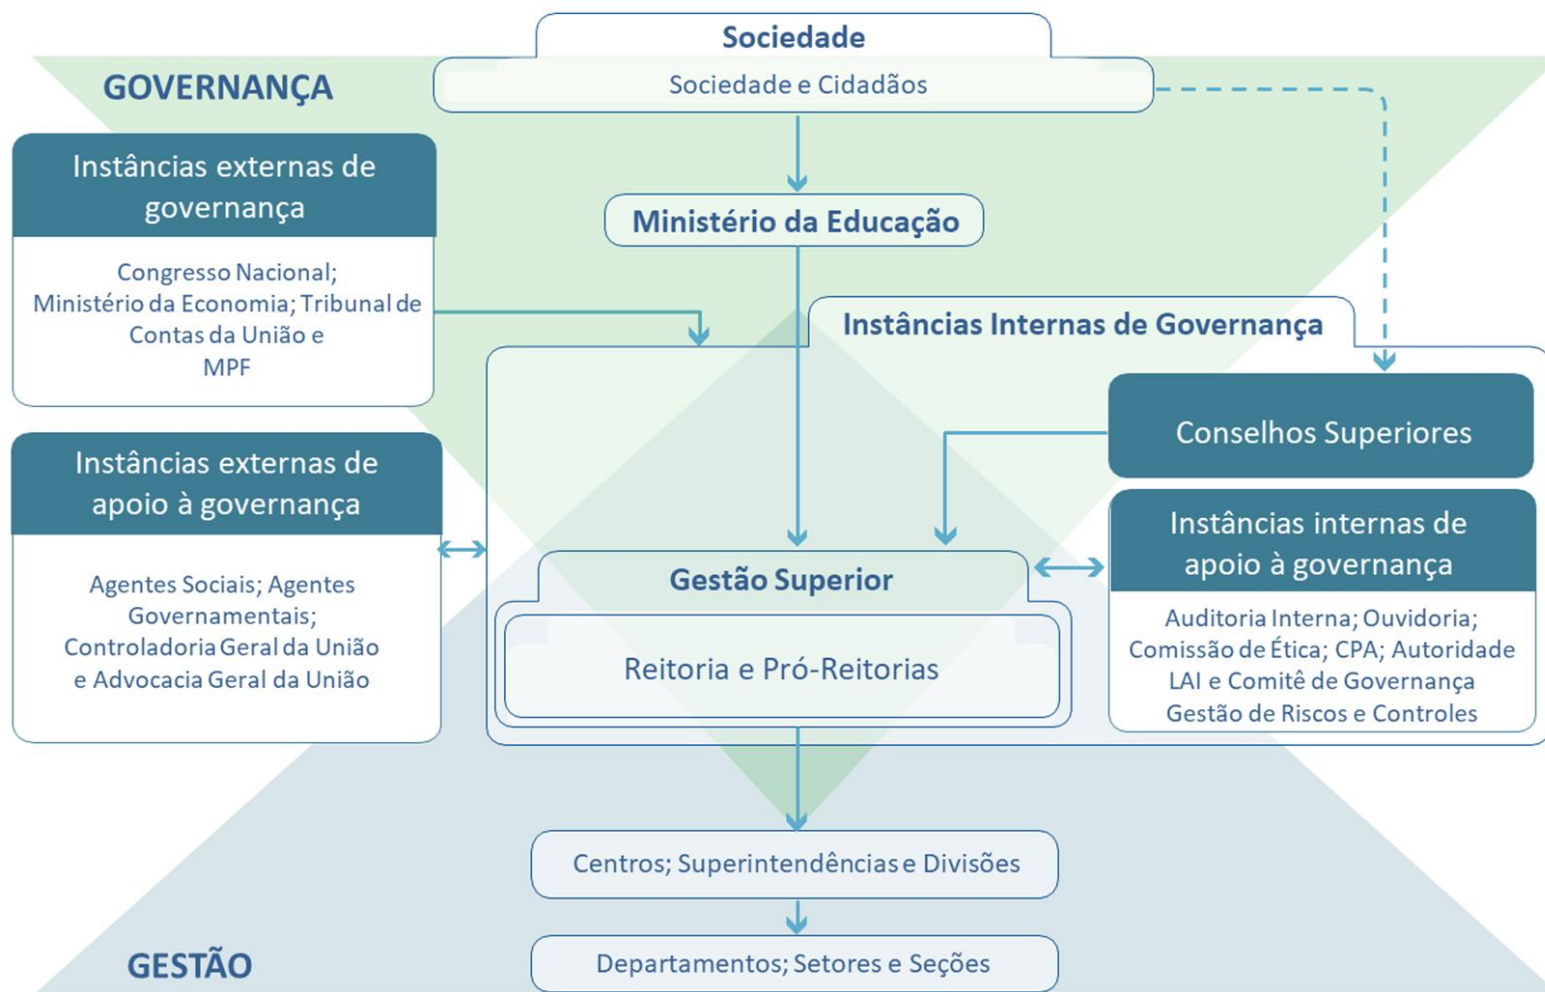 Sociedade
Sociedade e Cidadãos
GOVERNANÇA
Instâncias externas de
governança
Congresso Nacional;
Ministério da Economia; Tribunal de
Contas da União e
MPF
Ministério da Educação
Instâncias Internas de Governança
Conselhos Superiores
Instâncias externas de
apoio à governança
Agentes Sociais; Agentes
Governamentais;
Controladoria Geral da União
e Advocacia Geral da União
Gestão Superior
Reitoria e Pró-Reitorias
Instâncias internas de
apoio à governança
Auditoria Interna; Ouvidoria;
Comissão de Ética; CPA; Autoridade
LAI e Comitê de Governança
Gestão de Riscos e Controles
Centros; Superintendências e Divisões
GESTÃO
Departamentos; Setores e Seções